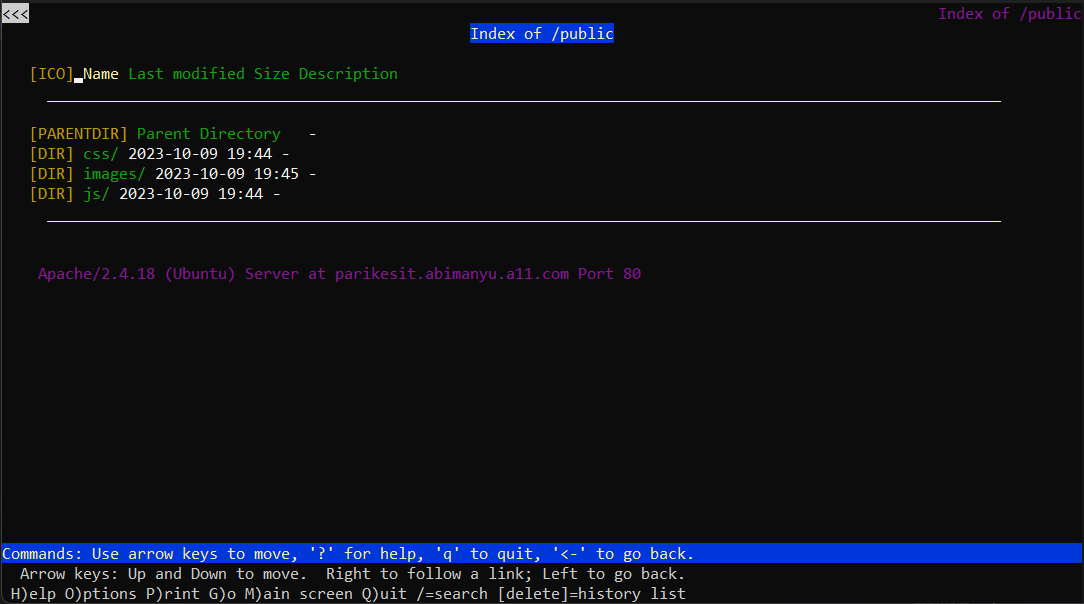 <<< Index of /public
Index of /public
[ICO] Name Last modified Size Description
[PARENTDIR] Parent Directory -
[DIR] css/ 2023-10-09 19:44 -
[DIR] images/ 2023-10-09 19:45 -
[DIR] js/ 2023-10-09 19:44 -
Apache/2.4.18 (Ubuntu) Server at parikesit.abimanyu.a11.com Port 80
Commands: Use arrow keys to move, '?' for help, 'q' to quit, '<-' to go back.
Arrow keys: Up and Down to move.  Right to follow a link; Left to go back.
H)elp O)ptions P)rint G)o M)ain screen Q)uit /=search [delete]=history list